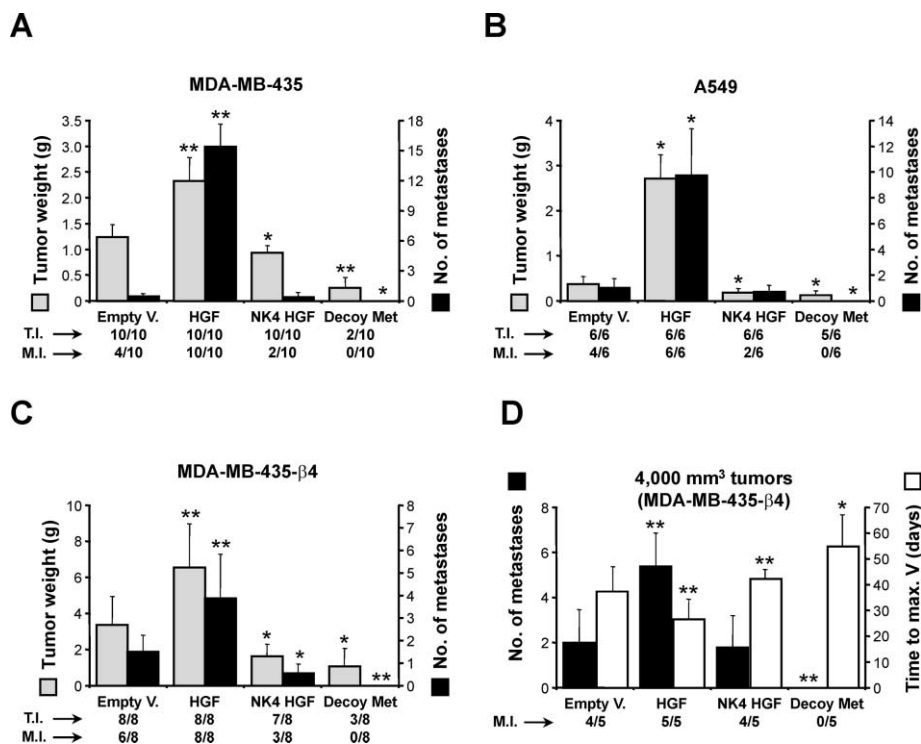 A
MDA-MB-435
Tumor weight (g)
3.5
3.0
2.5
2.0
1.5
1.0
0.5
0
No. of metastases
18
15
12
9
6
3
0
** ** * ** *
Empty V. HGF NK4 HGF Decoy Met
T.I. → 10/10 10/10 10/10 2/10
M.I. → 4/10 10/10 2/10 0/10
B
A549
Tumor weight (g)
4
3
2
1
0
No. of metastases
14
12
10
8
6
4
2
0
* * * * *
Empty V. HGF NK4 HGF Decoy Met
T.I. → 6/6 6/6 6/6 5/6
M.I. → 4/6 6/6 2/6 0/6
C
MDA-MB-435-β4
Tumor weight (g)
10
8
6
4
2
0
No. of metastases
8
7
6
5
4
3
2
1
0
** ** * * * **
Empty V. HGF NK4 HGF Decoy Met
T.I. → 8/8 8/8 7/8 3/8
M.I. → 6/8 8/8 3/8 0/8
D
4,000 mm³ tumors
(MDA-MB-435-β4)
No. of metastases
8
6
4
2
0
Time to max. V (days)
70
60
50
40
30
20
10
0
** ** ** ** *
Empty V. HGF NK4 HGF Decoy Met
M.I. → 4/5 5/5 4/5 0/5